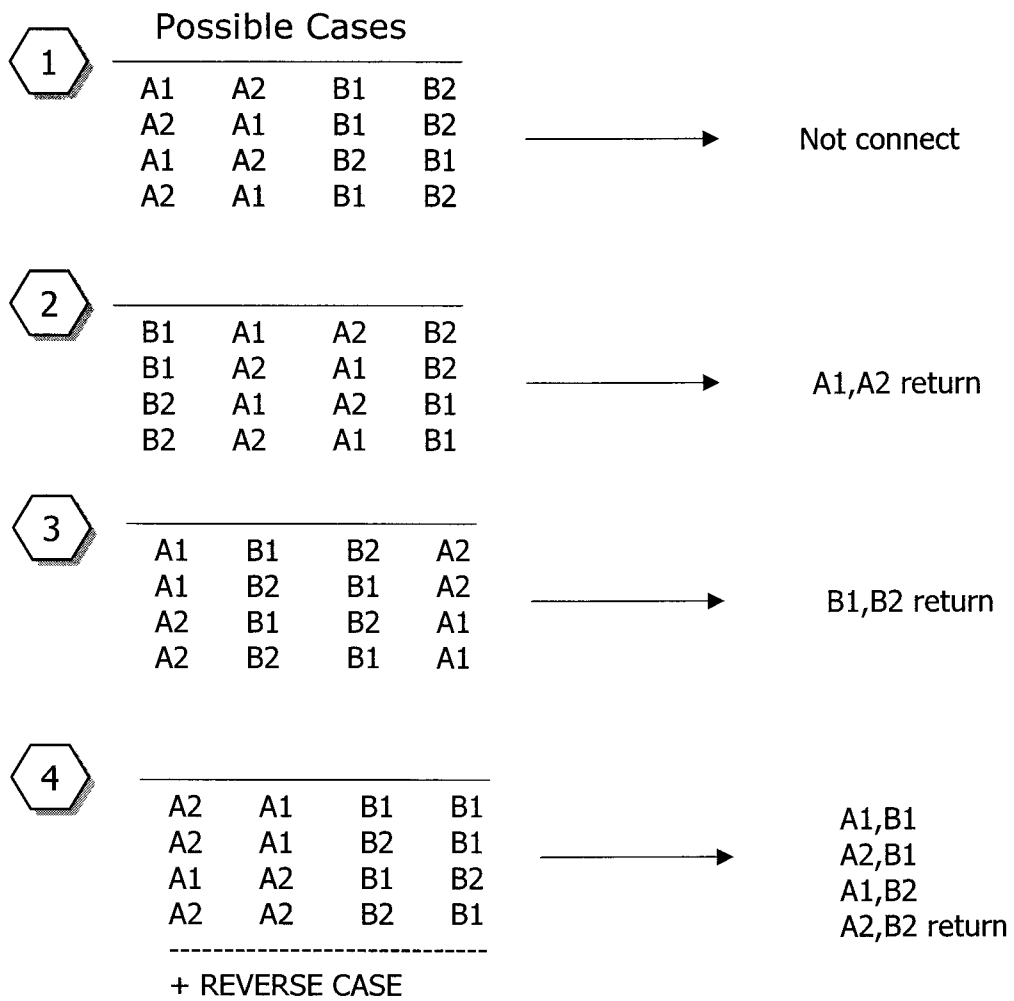 Possible Cases
1
A1 A2 B1 B2
A2 A1 B1 B2
A1 A2 B2 B1
A2 A1 B1 B2
Not connect
2
B1 A1 A2 B2
B1 A2 A1 B2
B2 A1 A2 B1
B2 A2 A1 B1
A1,A2 return
3
A1 B1 B2 A2
A1 B2 B1 A2
A2 B1 B2 A1
A2 B2 B1 A1
B1,B2 return
4
A2 A1 B1 B1
A2 A1 B2 B1
A1 A2 B1 B2
A2 A2 B2 B1
A1,B1
A2,B1
A1,B2
A2,B2 return
+ REVERSE CASE